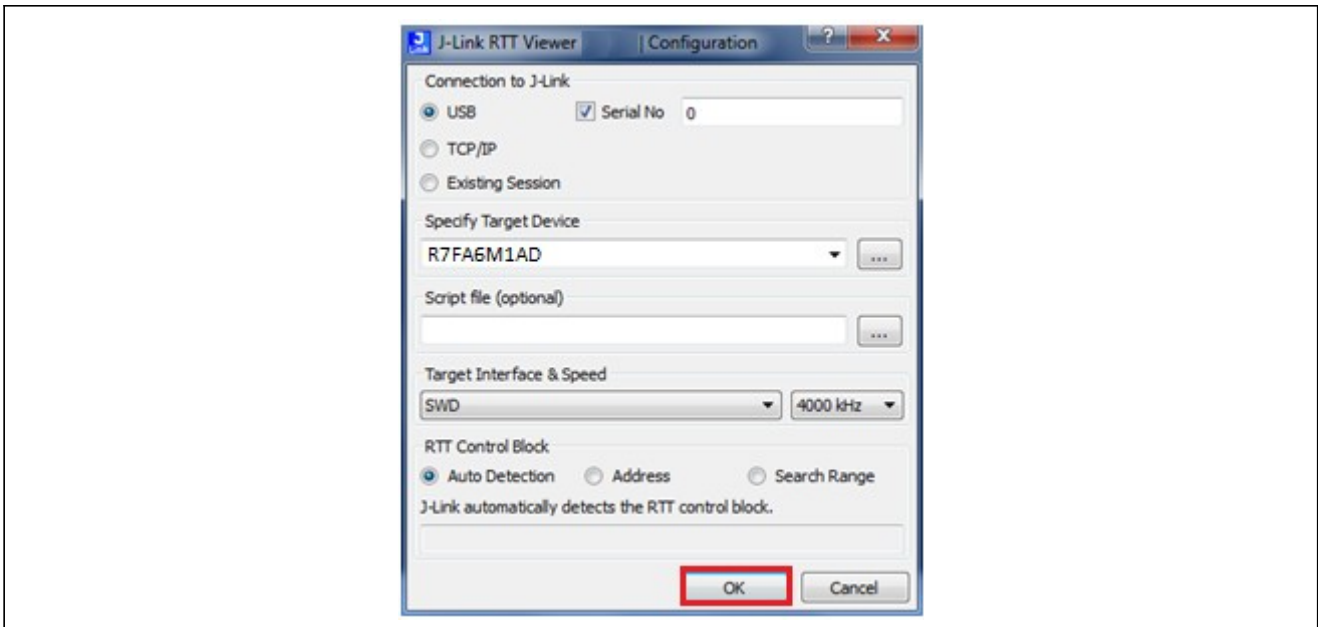 J-Link RTT Viewer | Configuration ? X
Connection to J-Link
USB Serial No 0
TCP/IP
Existing Session
Specify Target Device
R7FA6M1AD ...
Script file (optional)
...
Target Interface & Speed
SWD 4000 kHz
RTT Control Block
Auto Detection Address Search Range
J-Link automatically detects the RTT control block.
OK Cancel